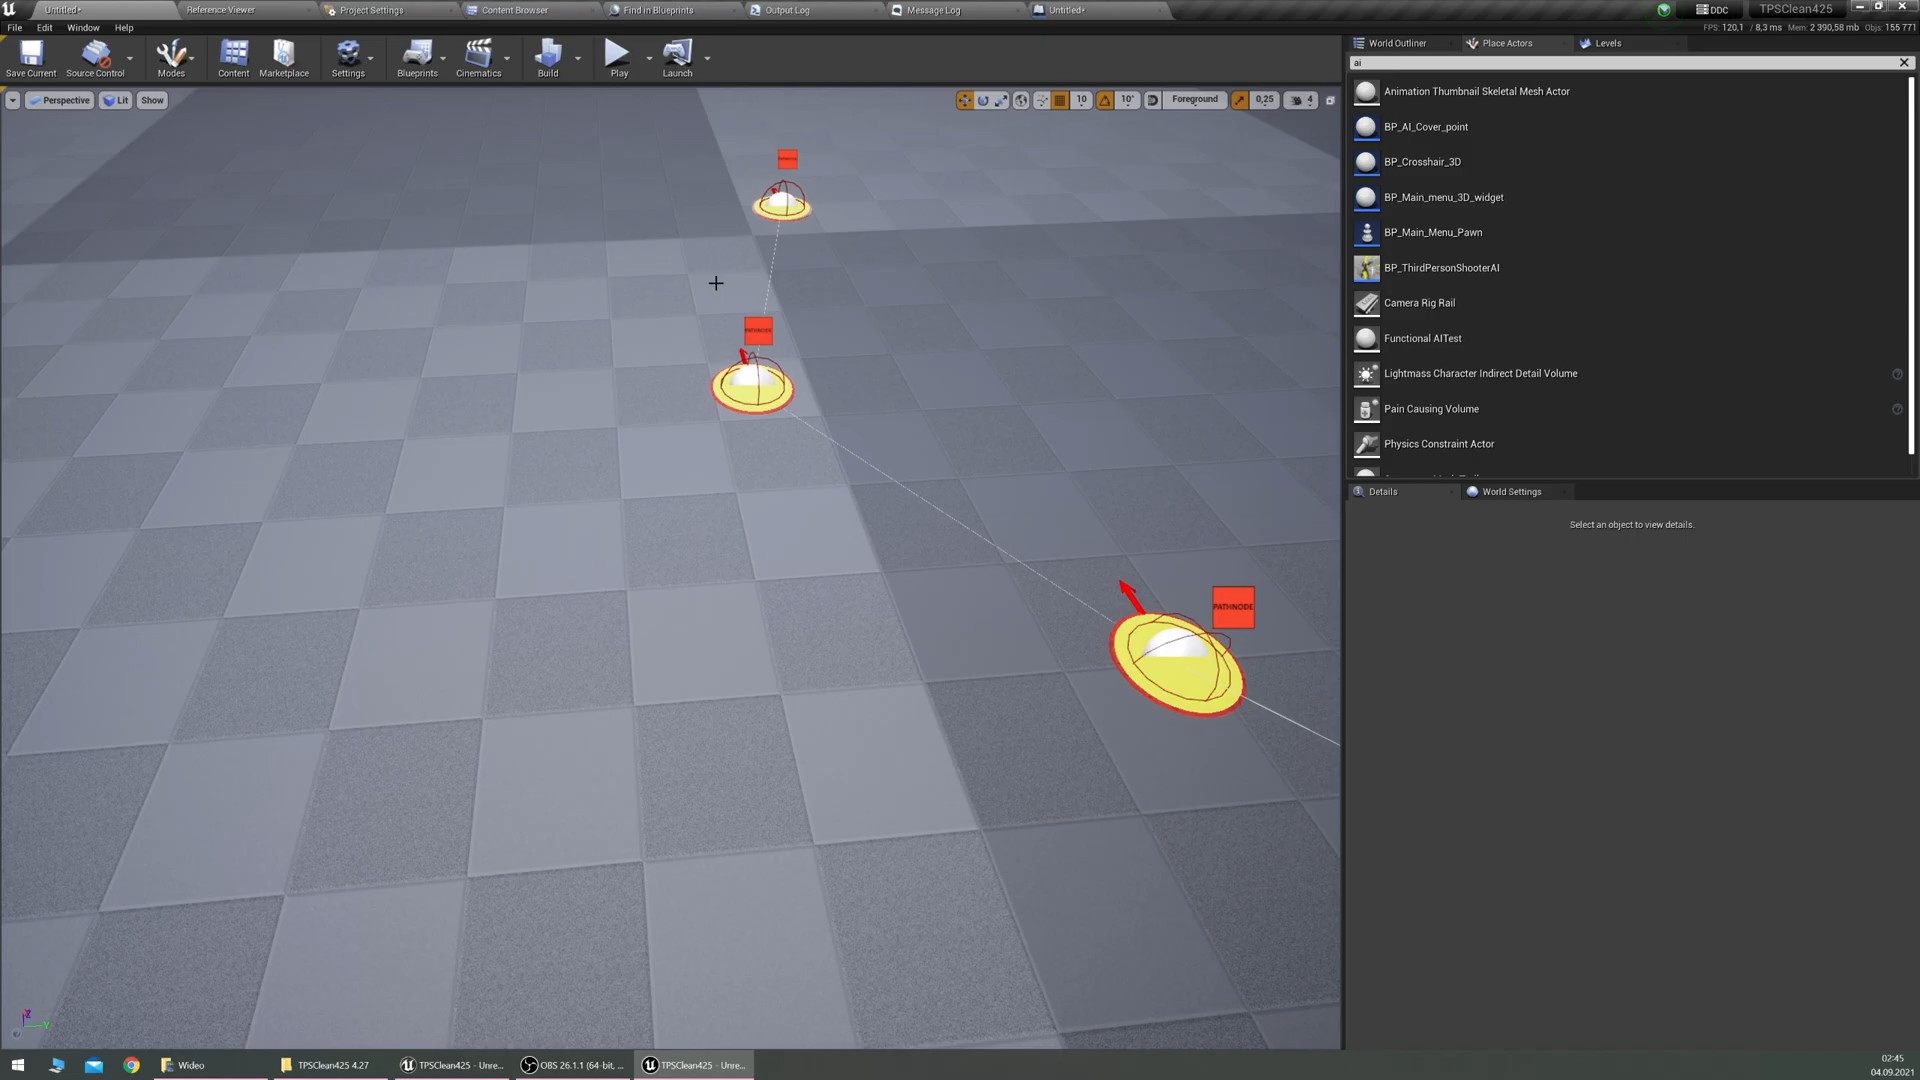 Untitled•
Reference Viewer
Project Settings
Content Browser
Find in Blueprints
Output Log
Message Log
Untitled•
DDC
TPSClean425
File
Edit
Window
Help
FPS: 120,1 / 8,3 ms Mem: 2 390,58 mb Objs: 155 771
Save Current
Source Control
Modes
Content
Marketplace
Settings
Blueprints
Cinematics
Build
Play
Launch
World Outliner
Place Actors
Levels
ai
Perspective
Lit
Show
10
10°
Foreground
0,25
4
Animation Thumbnail Skeletal Mesh Actor
BP_AI_Cover_point
BP_Crosshair_3D
BP_Main_menu_3D_widget
BP_Main_Menu_Pawn
BP_ThirdPersonShooterAI
Camera Rig Rail
Functional AITest
Lightmass Character Indirect Detail Volume
Pain Causing Volume
Physics Constraint Actor
Details
World Settings
Select an object to view details.
PATHNODE
PATHNODE
Z
Y
Wideo
TPSClean425 4.27
TPSClean425 - Unre...
OBS 26.1.1 (64-bit, ...
TPSClean425 - Unre...
02:45
04.09.2021